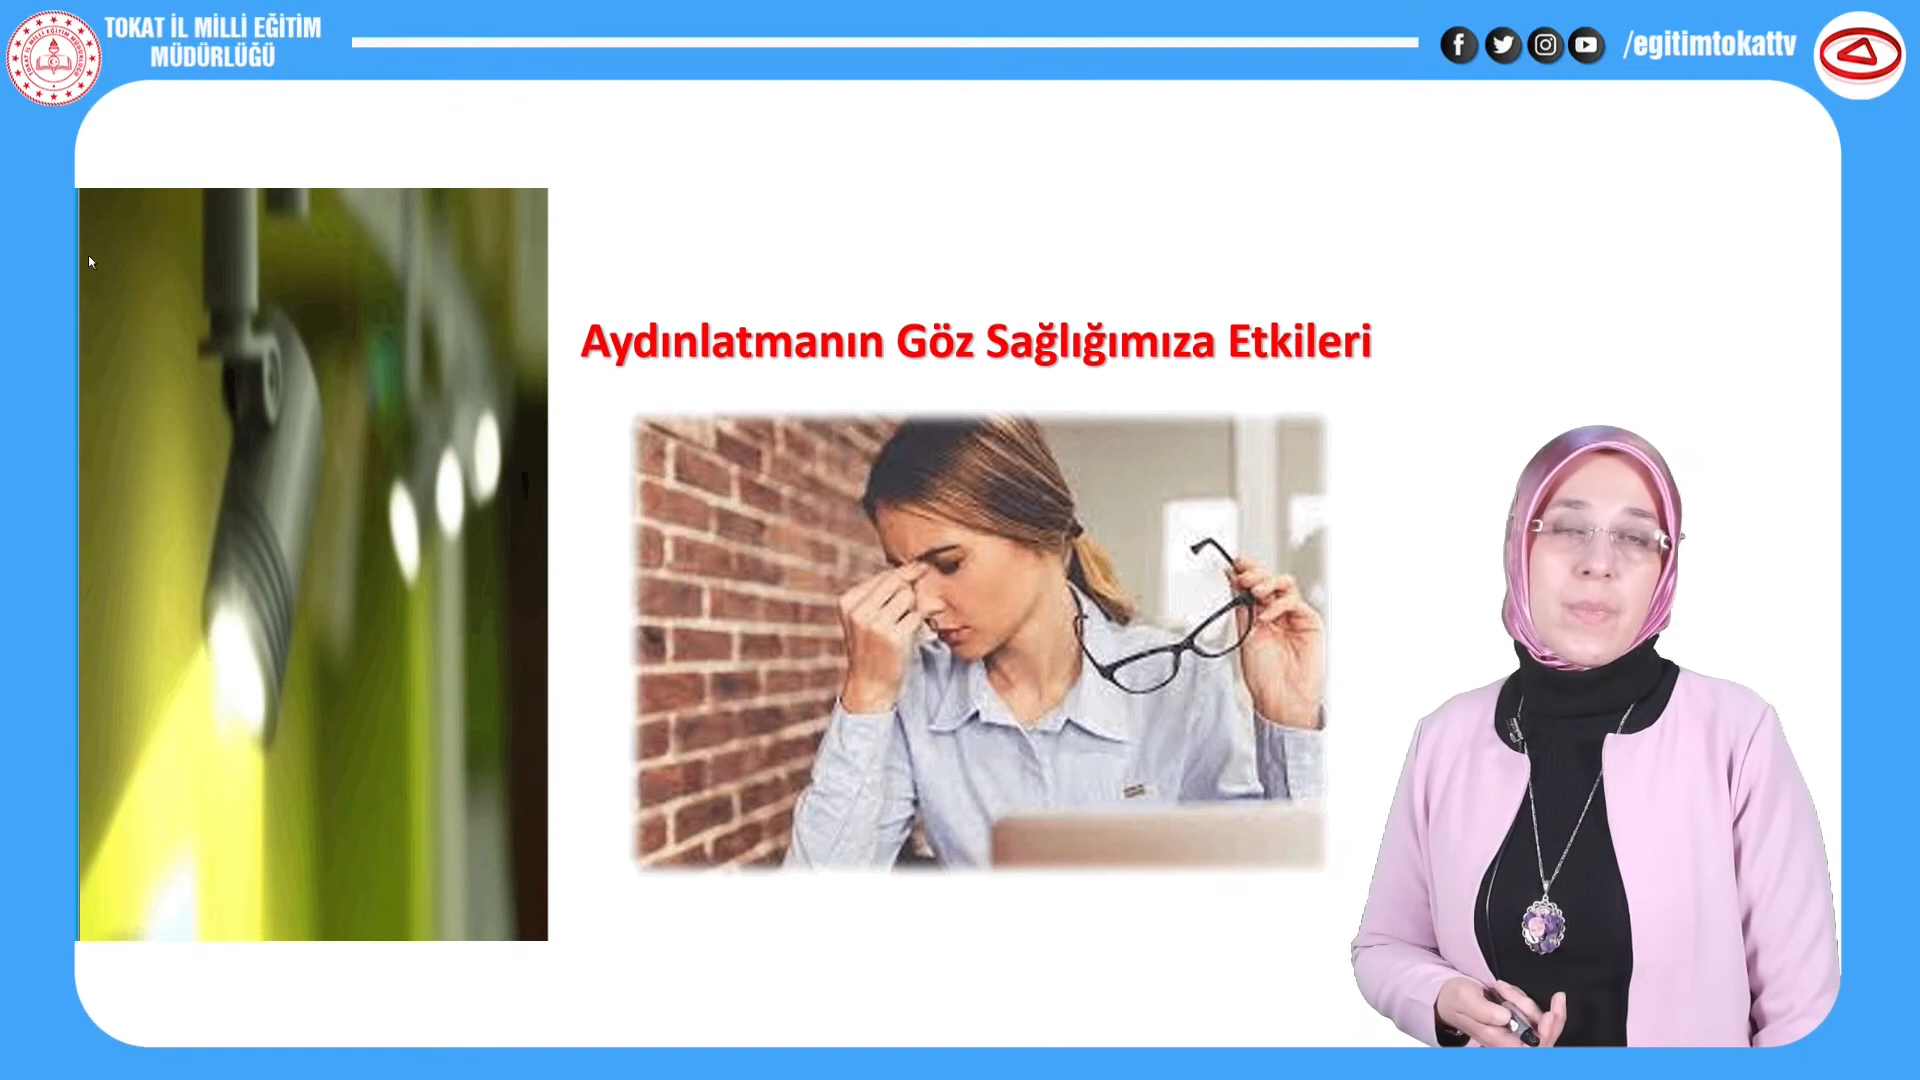 TOKAT İL MİLLİ EĞİTİM
MÜDÜRLÜĞÜ
/egitimtokattv
Aydınlatmanın Göz Sağlığımıza Etkileri